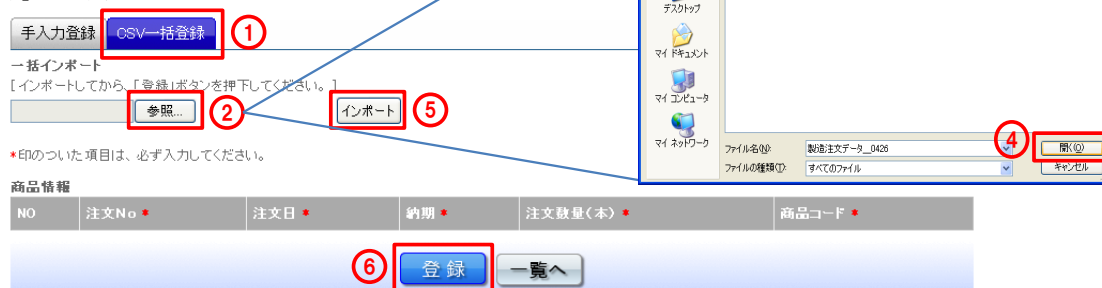 手入力登録 CSV一括登録 ①
一括インポート
[インポートしてから、「登録」ボタンを押下してください。]
参照... ② インポート ⑤
*印のついた項目は、必ず入力してください。
商品情報
NO 注文No* 注文日* 納期* 注文数量(本)* 商品コード*
⑥ 登録 一覧へ
デスクトップ
マイ ドキュメント
マイ コンピュータ
マイ ネットワーク
ファイル名(N): 製造注文データ_0426 ④ 開く(O)
ファイルの種類(T): すべてのファイル キャンセル